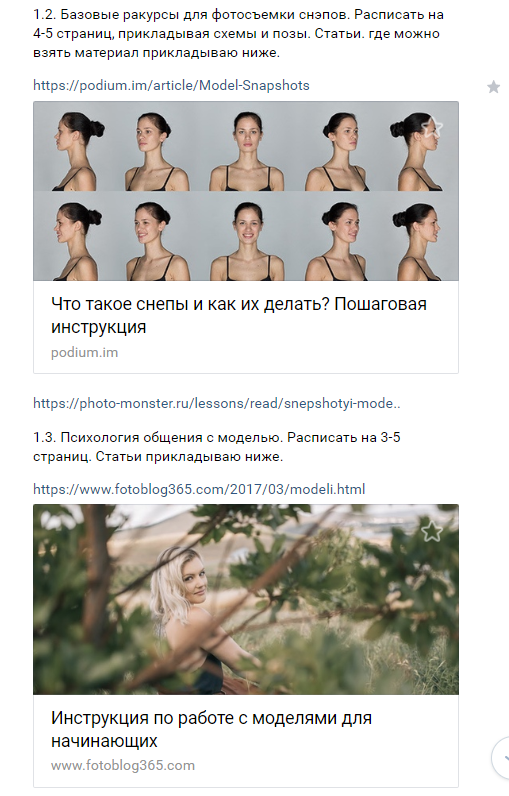 1.2. Базовые ракурсы для фотосъемки снэпов. Расписать на
4-5 страниц, прикладывая схемы и позы. Статьи. где можно
взять материал прикладываю ниже.
https://podium.im/article/Model-Snapshots
Что такое снепы и как их делать? Пошаговая
инструкция
podium.im
https://photo-monster.ru/lessons/read/snepshotyi-mode..
1.3. Психология общения с моделью. Расписать на 3-5
страниц. Статьи прикладываю ниже.
https://www.fotoblog365.com/2017/03/modeli.html
Инструкция по работе с моделями для
начинающих
www.fotoblog365.com